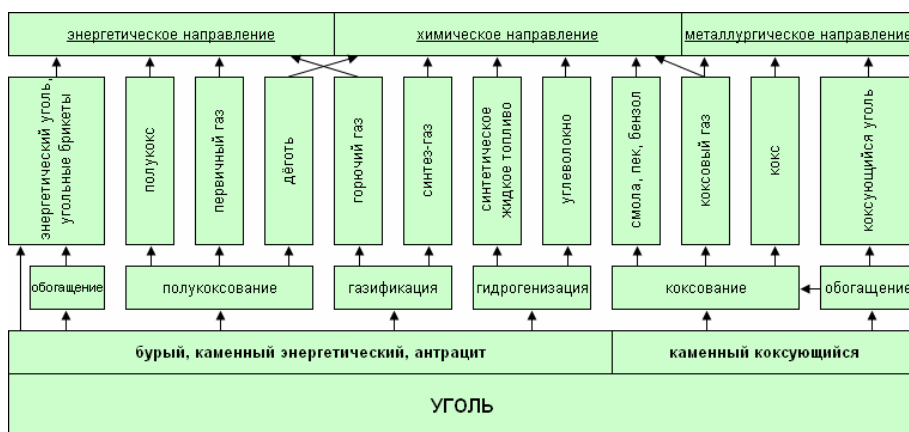 энергетическое направление
химическое направление
металлургическое направление
энергетический уголь,
угольные брикеты
полукокс
первичный газ
дёготь
горючий газ
синтез-газ
синтетическое
жидкое топливо
углеволокно
смола, пек, бензол
коксовый газ
кокс
коксующийся уголь
обогащение
полукоксование
газификация
гидрогенизация
коксование
обогащение
бурый, каменный энергетический, антрацит
каменный коксующийся
УГОЛЬ